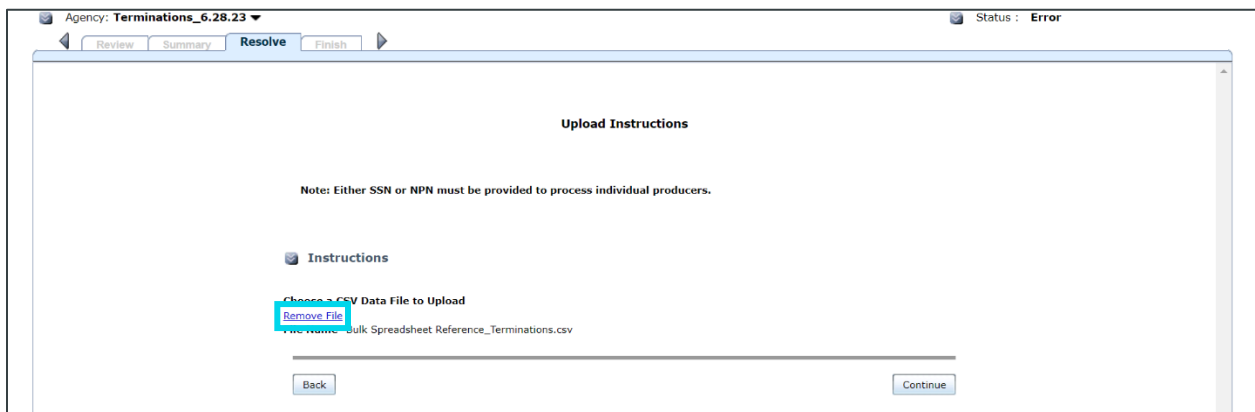 Agency: Terminations_6.28.23
Status : Error
Review Summary Resolve Finish
Upload Instructions
Note: Either SSN or NPN must be provided to process individual producers.
Instructions
Choose a CSV Data File to Upload
Remove File
File Name Bulk Spreadsheet Reference_Terminations.csv
Back Continue